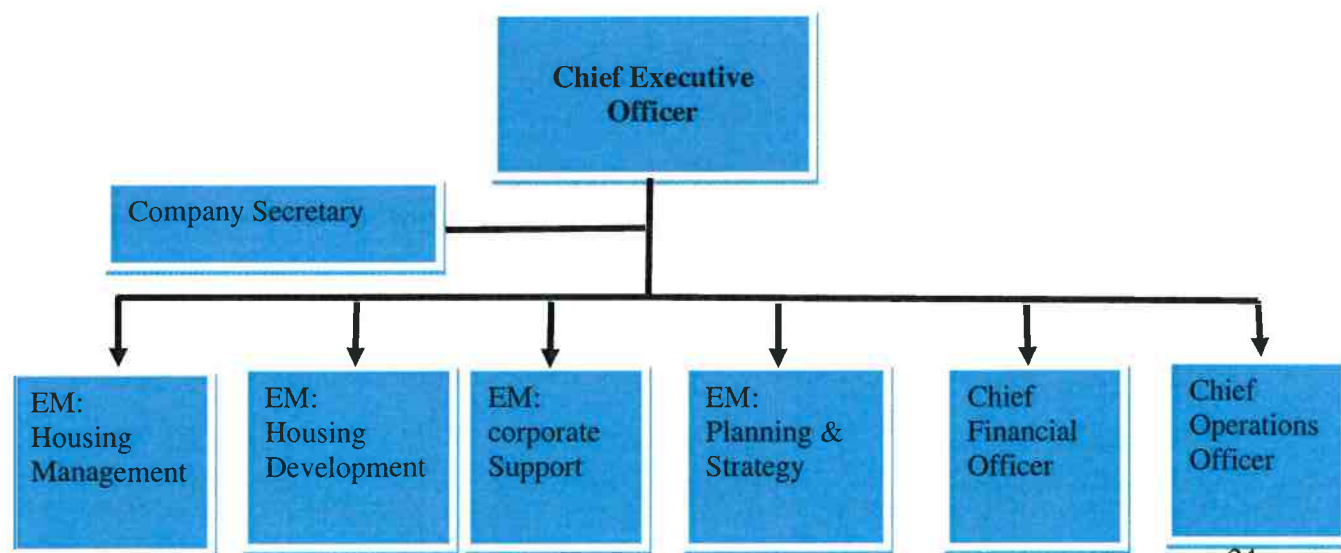 Chief Executive
Officer
Company Secretary
EM:
Housing
Management
EM:
Housing
Development
EM:
corporate
Support
EM:
Planning &
Strategy
Chief
Financial
Officer
Chief
Operations
Officer